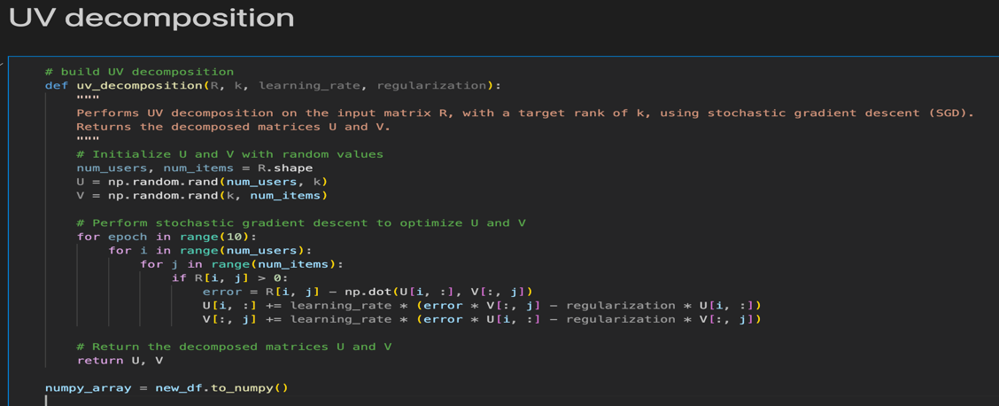 UV decomposition
# build UV decomposition
def uv_decomposition(R, k, learning_rate, regularization):
"""
Performs UV decomposition on the input matrix R, with a target rank of k, using stochastic gradient descent (SGD).
Returns the decomposed matrices U and V.
"""
# Initialize U and V with random values
num_users, num_items = R.shape
U = np.random.rand(num_users, k)
V = np.random.rand(k, num_items)
# Perform stochastic gradient descent to optimize U and V
for epoch in range(10):
for i in range(num_users):
for j in range(num_items):
if R[i, j] > 0:
error = R[i, j] - np.dot(U[i, :], V[:, j])
U[i, :] += learning_rate * (error * V[:, j] - regularization * U[i, :])
V[:, j] += learning_rate * (error * U[i, :] - regularization * V[:, j])
# Return the decomposed matrices U and V
return U, V
numpy_array = new_df.to_numpy()